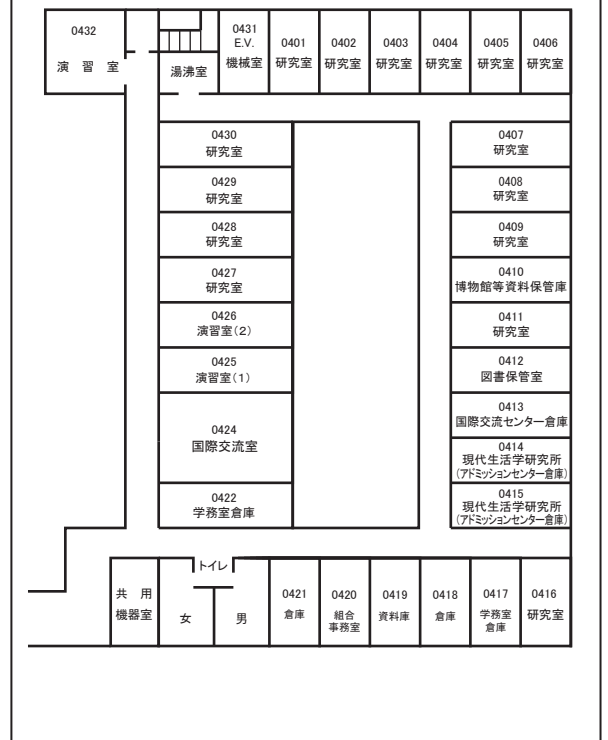 0432
演 習 室
湯沸室
0431
E.V.
機械室
0401
研究室
0402
研究室
0403
研究室
0404
研究室
0405
研究室
0406
研究室
0430
研究室
0429
研究室
0428
研究室
0427
研究室
0426
演習室(2)
0425
演習室(1)
0424
国際交流室
0422
学務室倉庫
0407
研究室
0408
研究室
0409
研究室
0410
博物館等資料保管庫
0411
研究室
0412
図書保管室
0413
国際交流センター倉庫
0414
現代生活学研究所
(アドミッションセンター倉庫)
0415
現代生活学研究所
(アドミッションセンター倉庫)
共 用
機器室
トイレ
女
男
0421
倉庫
0420
組合
事務室
0419
資料庫
0418
倉庫
0417
学務室
倉庫
0416
研究室